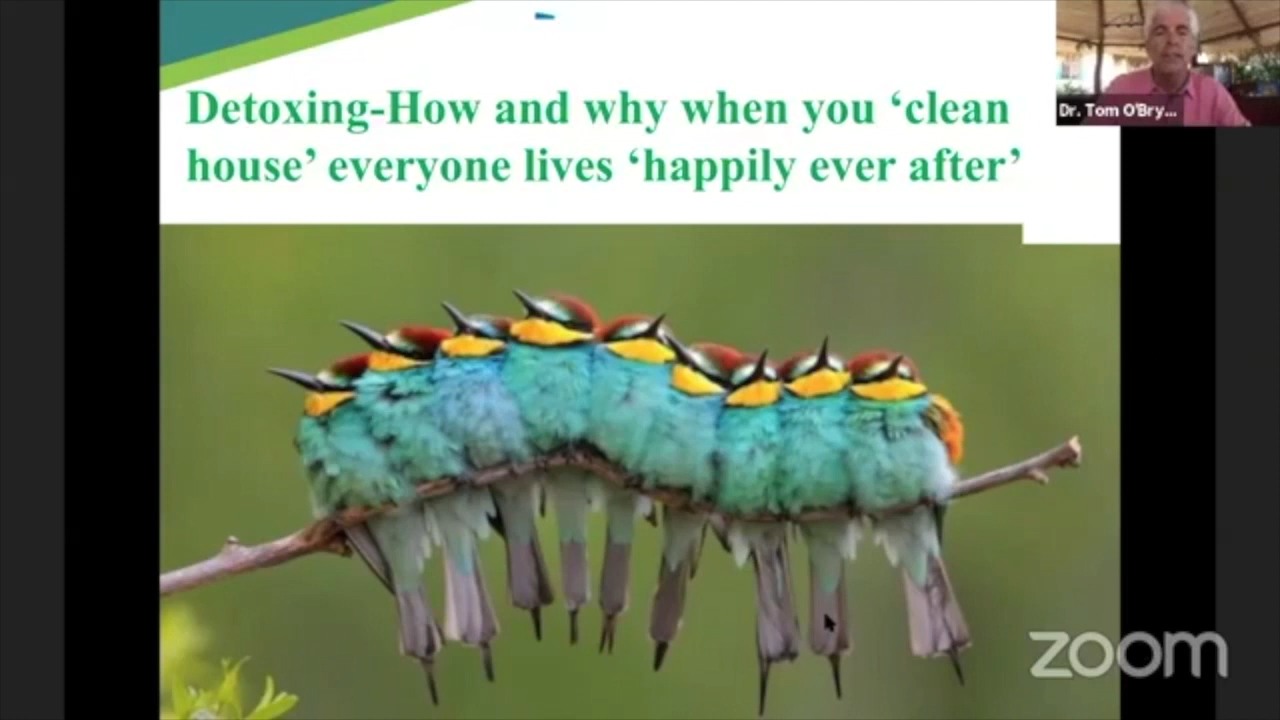 Detoxing-How and why when you ‘clean
house’ everyone lives ‘happily ever after’
Dr. Tom O'Bry...
zoom